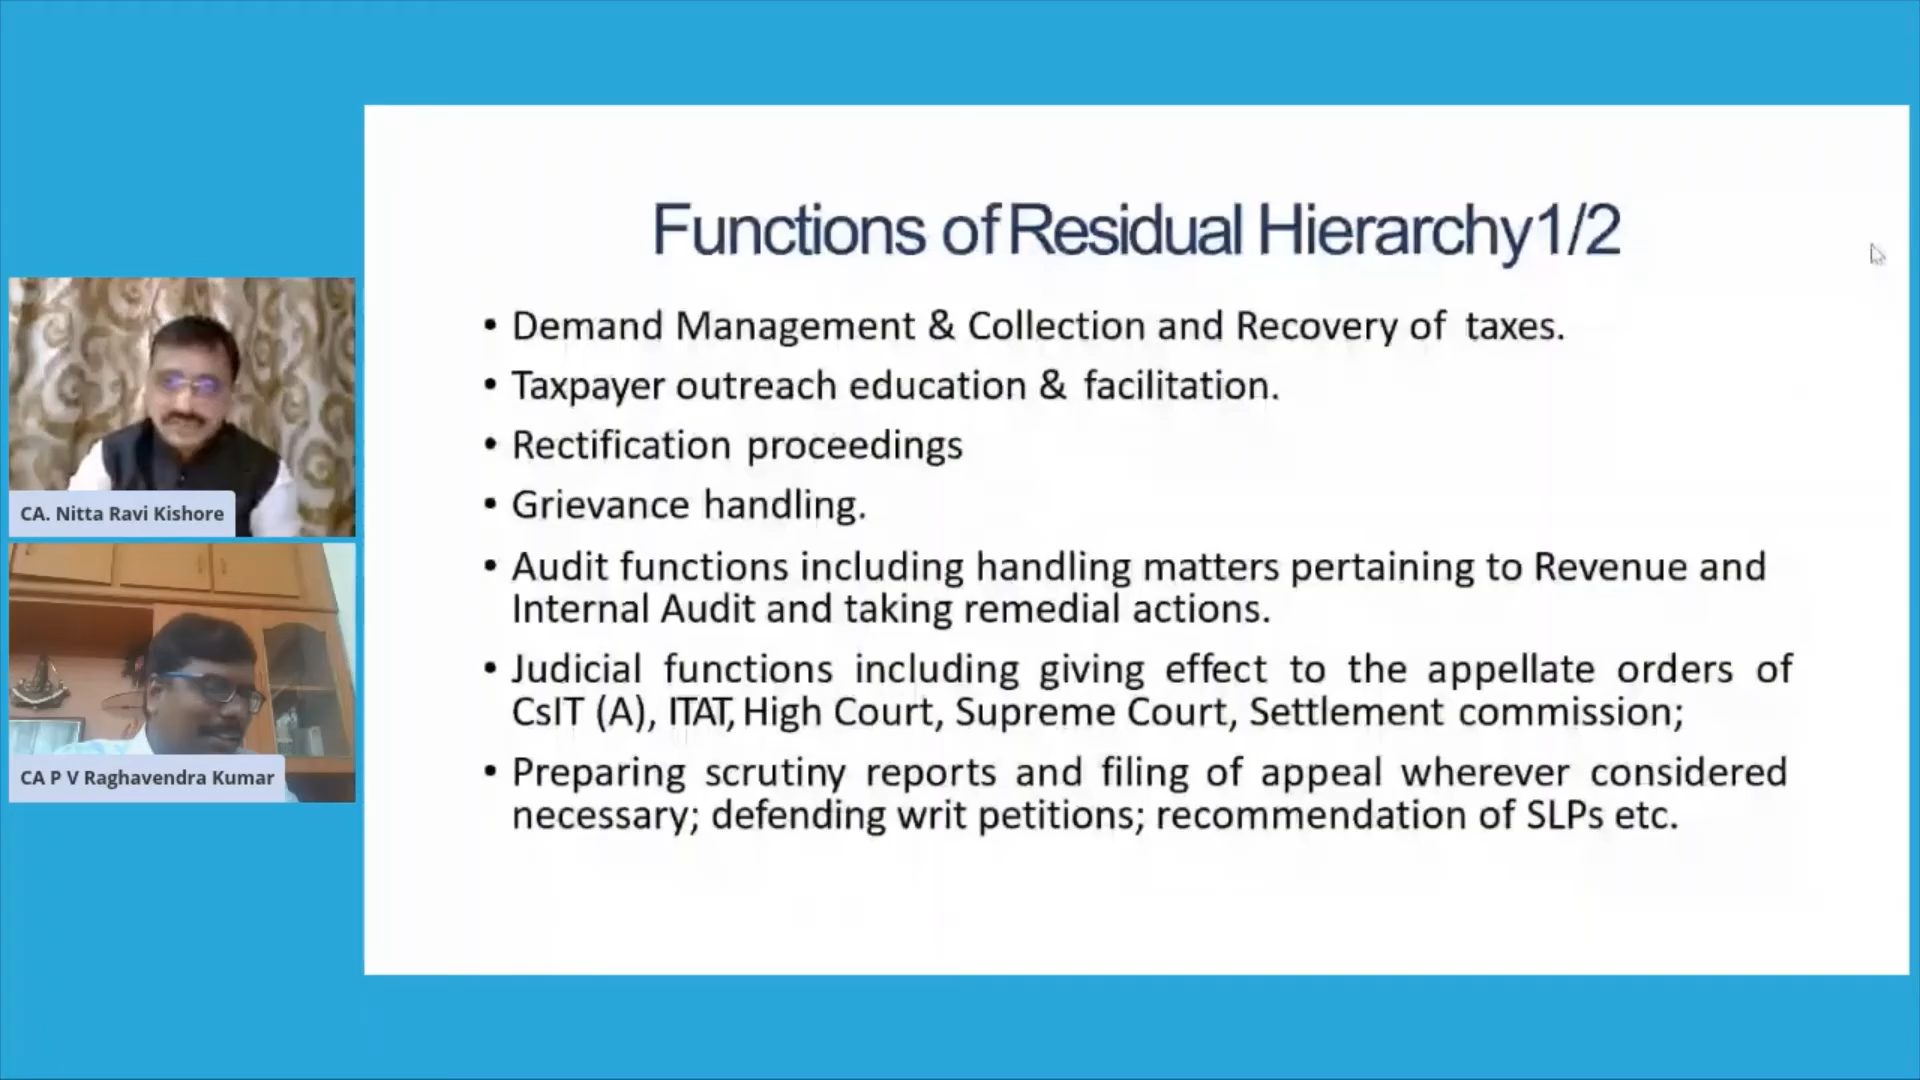 Functions of Residual Hierarchy1/2
• Demand Management & Collection and Recovery of taxes.
• Taxpayer outreach education & facilitation.
• Rectification proceedings
• Grievance handling.
• Audit functions including handling matters pertaining to Revenue and
Internal Audit and taking remedial actions.
• Judicial functions including giving effect to the appellate orders of
CsIT (A), ITAT, High Court, Supreme Court, Settlement commission;
• Preparing scrutiny reports and filing of appeal wherever considered
necessary; defending writ petitions; recommendation of SLPs etc.
CA. Nitta Ravi Kishore
CA P V Raghavendra Kumar